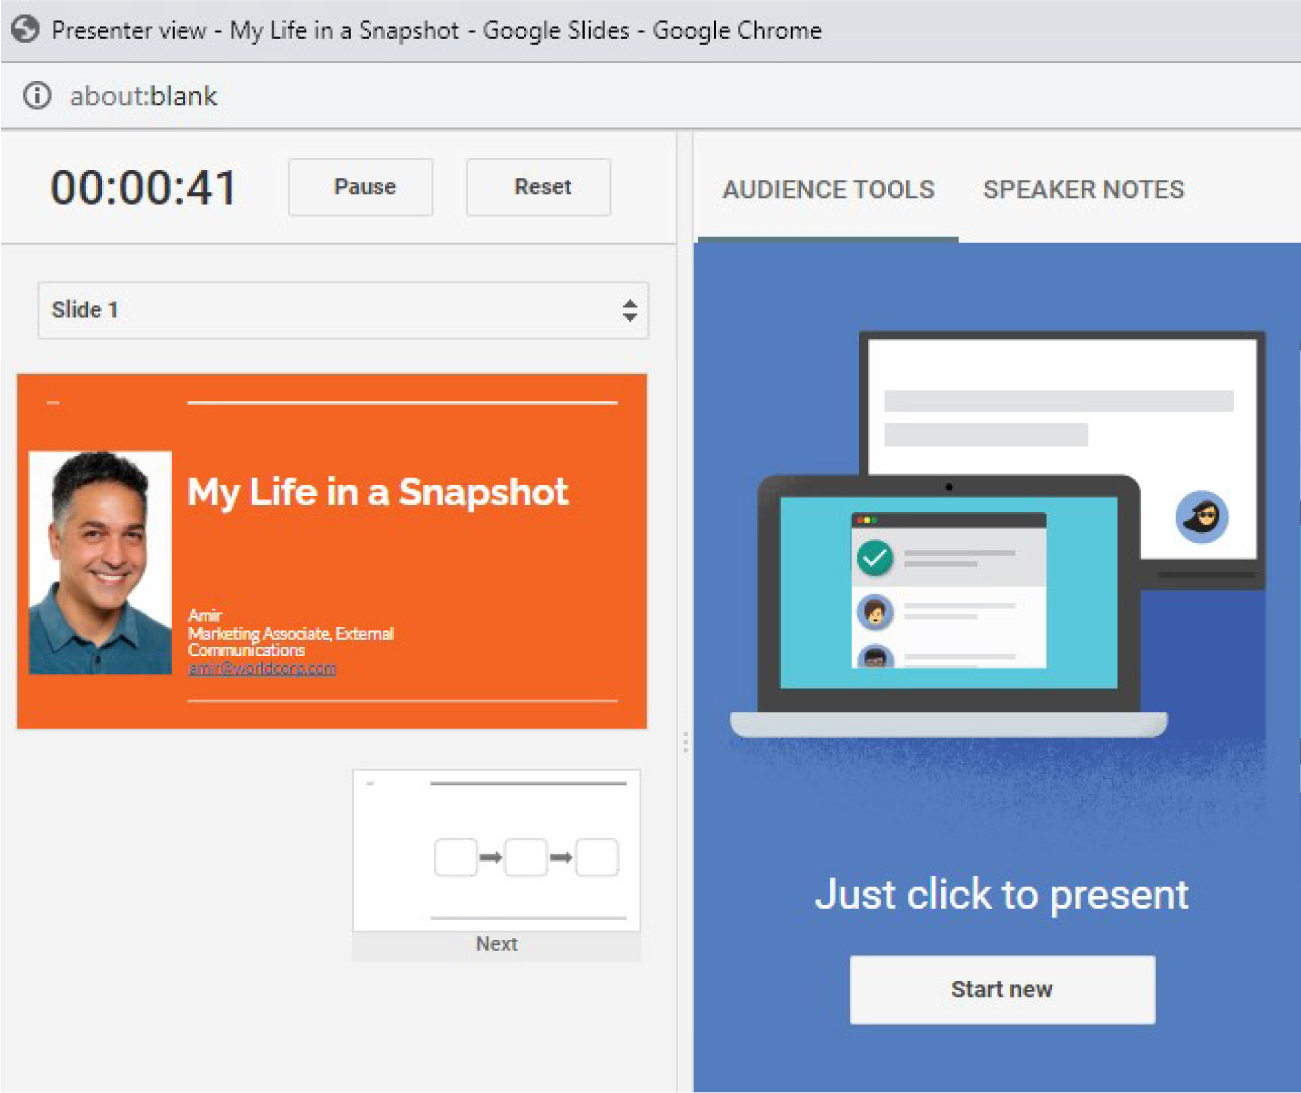 Presenter view - My Life in a Snapshot - Google Slides - Google Chrome
about:blank
00:00:41
Pause
Reset
AUDIENCE TOOLS
SPEAKER NOTES
Slide 1
My Life in a Snapshot
Amir
Marketing Associate, External
Communications
amir@worldcorp.com
Next
Just click to present
Start new